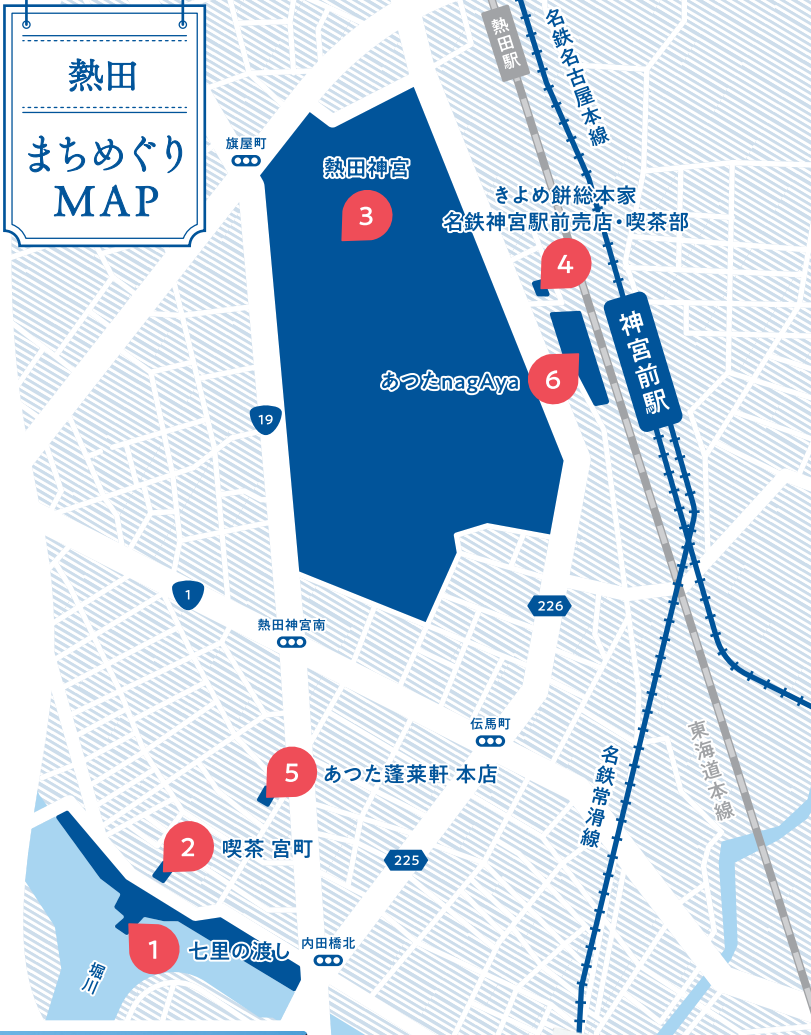 熱田
まちめぐり
MAP
熱田駅
名鉄名古屋本線
旗屋町
熱田神宮
3
きよめ餅総本家
名鉄神宮駅前売店・喫茶部
4
神宮前駅
あつたnagAya
6
19
1
226
熱田神宮南
伝馬町
5
あつた蓬莱軒 本店
名鉄常滑線
東海道本線
2
喫茶 宮町
225
1
七里の渡し
内田橋北
堀川